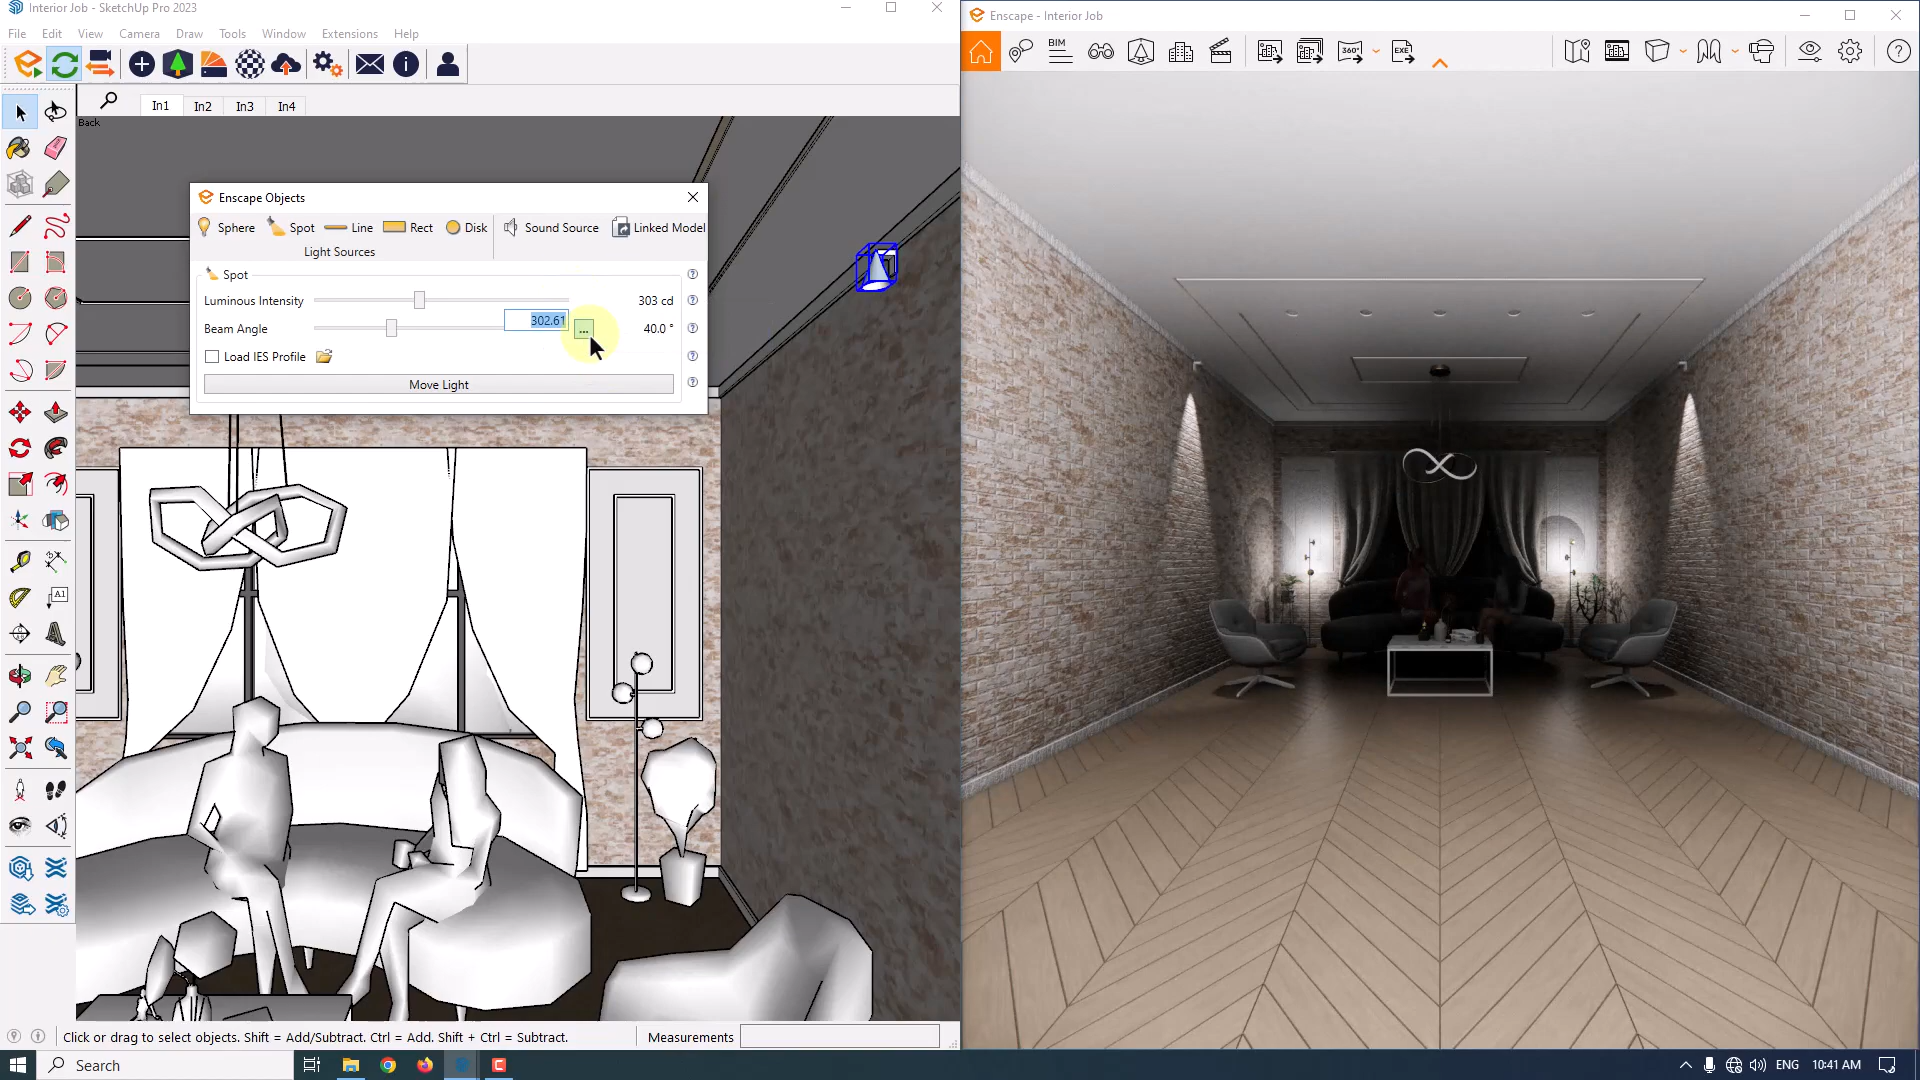 Interior Job - SketchUp Pro 2023
File Edit View Camera Draw Tools Window Extensions Help
In1 In2 In3 In4
Back
Enscape Objects
Sphere Spot Line Rect Disk Sound Source Linked Model
Light Sources
Spot
Luminous Intensity 303 cd
302.61
Beam Angle ... 40.0 °
Load IES Profile
Move Light
A1
Click or drag to select objects. Shift = Add/Subtract. Ctrl = Add. Shift + Ctrl = Subtract.
Measurements
Enscape - Interior Job
BIM
360°
EXE
Search
ENG
10:41 AM